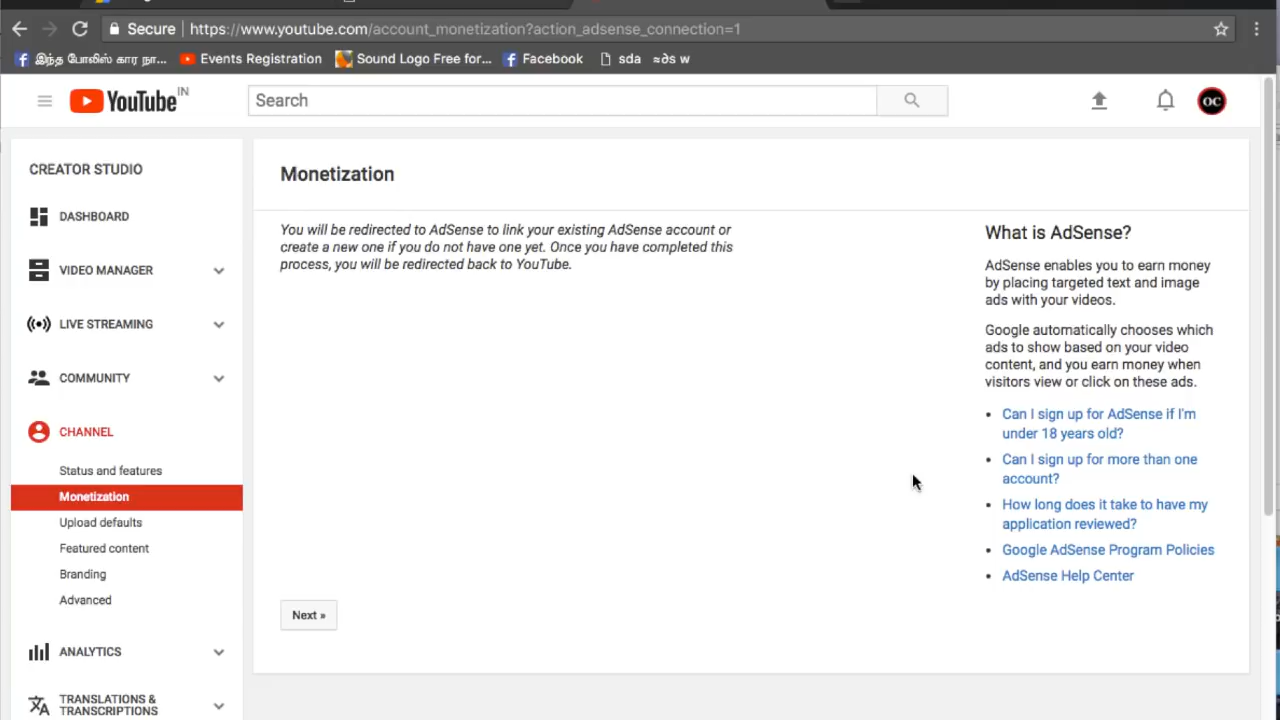 Secure https://www.youtube.com/account_monetization?action_adsense_connection=1
இந்த போலிஸ் கார நா... Events Registration Sound Logo Free for... Facebook sda ≈∂s w
YouTube IN
Search
OC
CREATOR STUDIO
DASHBOARD
VIDEO MANAGER
LIVE STREAMING
COMMUNITY
CHANNEL
Status and features
Monetization
Upload defaults
Featured content
Branding
Advanced
ANALYTICS
TRANSLATIONS &
TRANSCRIPTIONS
Monetization
You will be redirected to AdSense to link your existing AdSense account or
create a new one if you do not have one yet. Once you have completed this
process, you will be redirected back to YouTube.
Next »
What is AdSense?
AdSense enables you to earn money
by placing targeted text and image
ads with your videos.
Google automatically chooses which
ads to show based on your video
content, and you earn money when
visitors view or click on these ads.
• Can I sign up for AdSense if I'm
under 18 years old?
• Can I sign up for more than one
account?
• How long does it take to have my
application reviewed?
• Google AdSense Program Policies
• AdSense Help Center